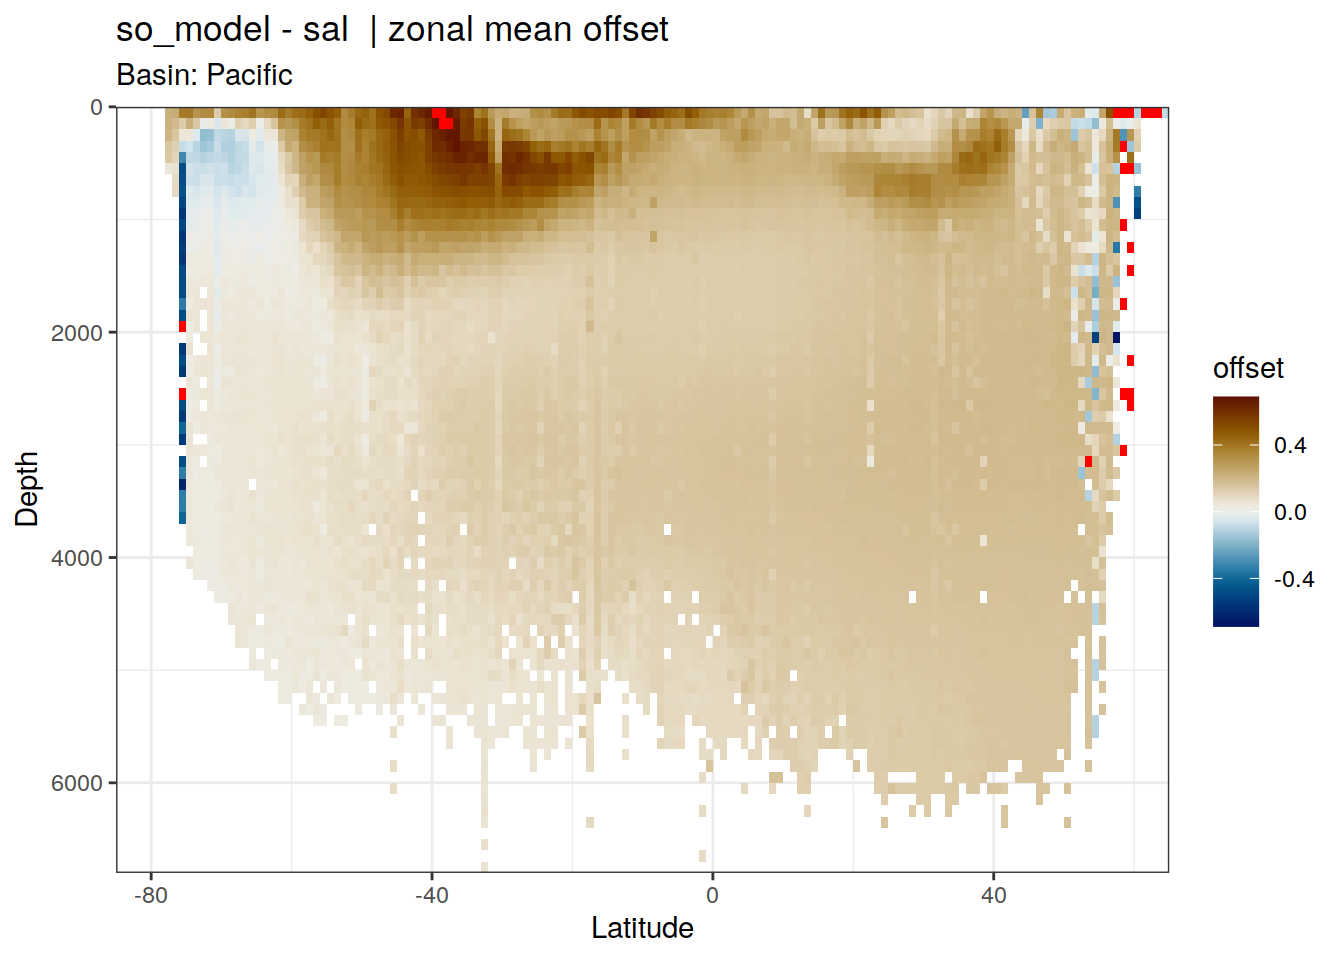 so_model - sal  | zonal mean offset
Basin: Pacific
0
2000
4000
6000
Depth
-80
-40
0
40
Latitude
offset
0.4
0.0
-0.4